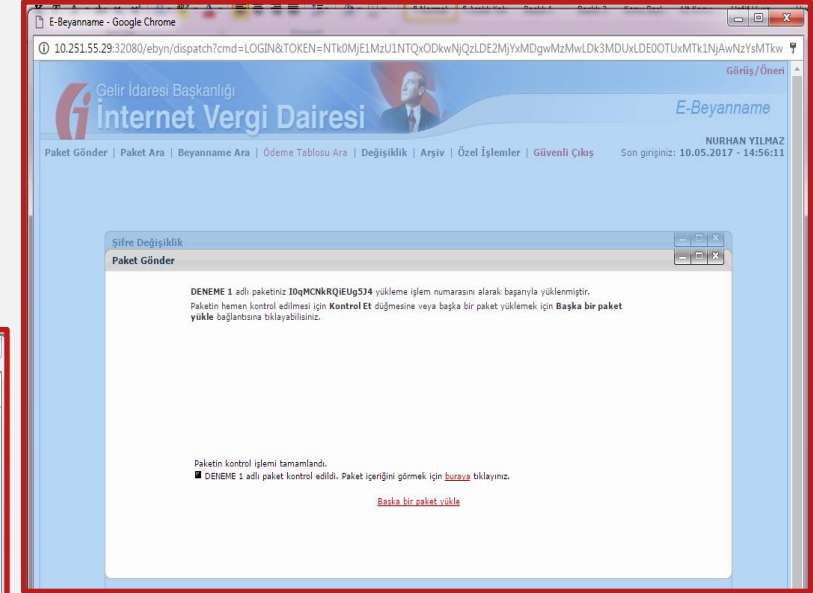 E-Beyanname - Google Chrome
10.251.55.29:32080/ebyn/dispatch?cmd=LOGIN&TOKEN=NTk0MjE1MzU1NTQxODkwNjQzLDE2MjYxMDgwMzMwLDk3MDUxLDE0OTUxMTk1NjAwNzYsMTkw
Görüş/Öneri
Gelir İdaresi Başkanlığı
İnternet Vergi Dairesi
E-Beyanname
NURHAN YILMAZ
Paket Gönder | Paket Ara | Beyanname Ara | Ödeme Tablosu Ara | Değişiklik | Arşiv | Özel İşlemler | Güvenli Çıkış Son girişiniz: 10.05.2017 - 14:56:11
Şifre Değişiklik
Paket Gönder
DENEME 1 adlı paketiniz I0qMCNkRQiEUg5J4 yükleme işlem numarasını alarak başarıyla yüklenmiştir.
Paketin hemen kontrol edilmesi için Kontrol Et düğmesine veya başka bir paket yüklemek için Başka bir paket
yükle bağlantısına tıklayabilisiniz.
Paketin kontrol işlemi tamamlandı.
DENEME 1 adlı paket kontrol edildi. Paket içeriğini görmek için buraya tıklayınız.
Başka bir paket yükle